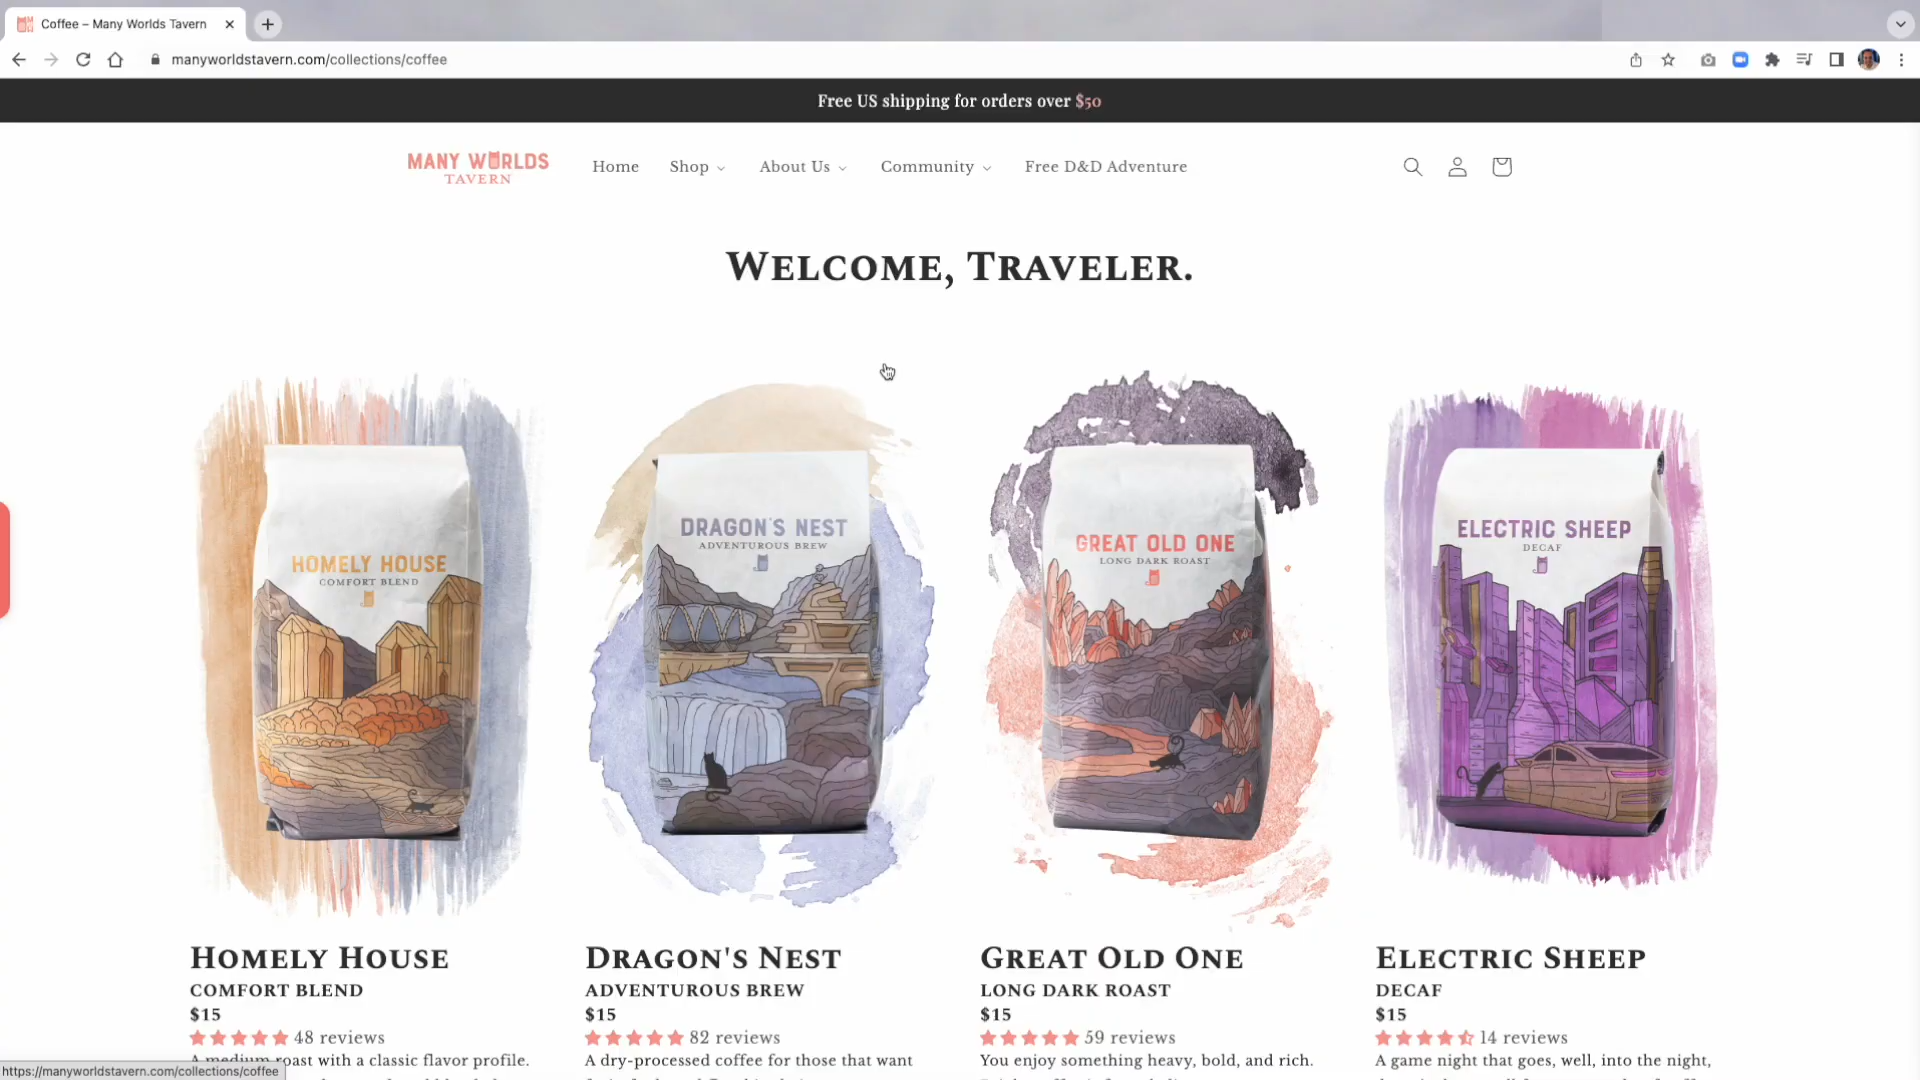 Coffee – Many Worlds Tavern
manyworldstavern.com/collections/coffee
Free US shipping for orders over $50
MANY WORLDS
TAVERN
Home
Shop
About Us
Community
Free D&D Adventure
Welcome, Traveler.
HOMELY HOUSE
COMFORT BLEND
DRAGON'S NEST
ADVENTUROUS BREW
GREAT OLD ONE
LONG DARK ROAST
ELECTRIC SHEEP
DECAF
Homely House
COMFORT BLEND
$15
48 reviews
A medium roast with a classic flavor profile.
Dragon's Nest
ADVENTUROUS BREW
$15
82 reviews
A dry-processed coffee for those that want
Great Old One
LONG DARK ROAST
$15
59 reviews
You enjoy something heavy, bold, and rich.
Electric Sheep
DECAF
$15
14 reviews
A game night that goes, well, into the night,
https://manyworldstavern.com/collections/coffee